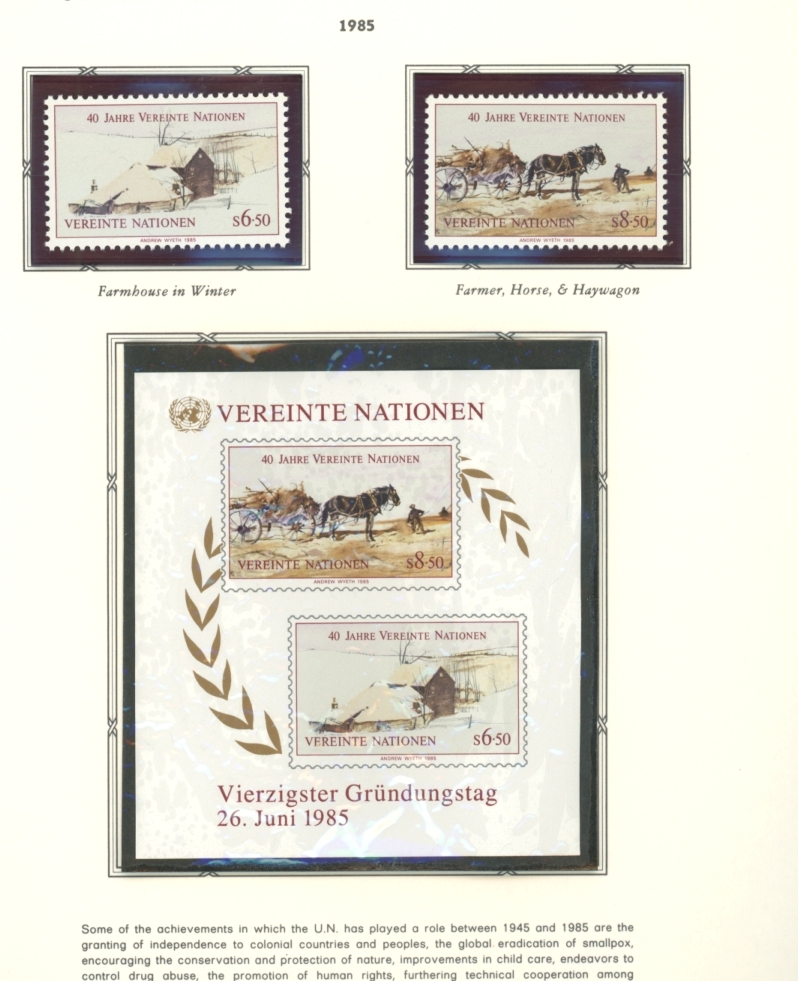 1985
40 JAHRE VEREINTE NATIONEN
VEREINTE NATIONEN s6·50
ANDREW WYETH 1985
40 JAHRE VEREINTE NATIONEN
VEREINTE NATIONEN s8·50
ANDREW WYETH 1985
Farmhouse in Winter
Farmer, Horse, & Haywagon
VEREINTE NATIONEN
40 JAHRE VEREINTE NATIONEN
VEREINTE NATIONEN s8·50
ANDREW WYETH 1985
40 JAHRE VEREINTE NATIONEN
VEREINTE NATIONEN s6·50
ANDREW WYETH 1985
Vierzigster Gründungstag
26. Juni 1985
Some of the achievements in which the U.N. has played a role between 1945 and 1985 are the
granting of independence to colonial countries and peoples, the global eradication of smallpox,
encouraging the conservation and protection of nature, improvements in child care, endeavors to
control drug abuse, the promotion of human rights, furthering technical cooperation among